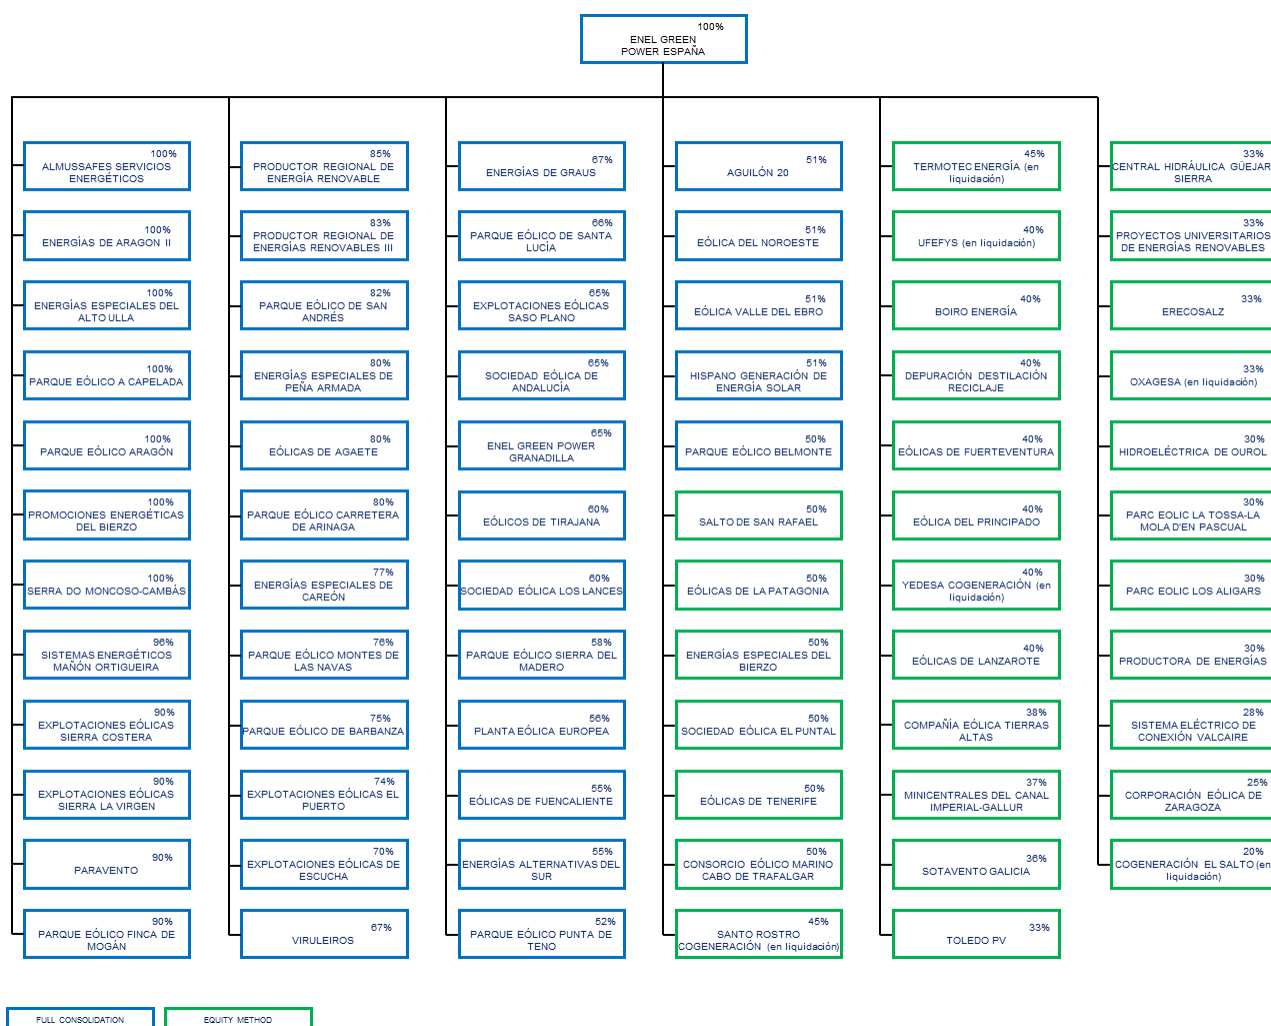 100%
ENEL GREEN
POWER ESPAÑA
100%
ALMUSSAFES SERVICIOS
ENERGÉTICOS
100%
ENERGÍAS DE ARAGON II
100%
ENERGÍAS ESPECIALES DEL
ALTO ULLA
100%
PARQUE EÓLICO A CAPELADA
100%
PARQUE EÓLICO ARAGÓN
100%
PROMOCIONES ENERGÉTICAS
DEL BIERZO
100%
SERRA DO MONCOSO-CAMBÁS
96%
SISTEMAS ENERGÉTICOS
MAÑÓN ORTIGUEIRA
90%
EXPLOTACIONES EÓLICAS
SIERRA COSTERA
90%
EXPLOTACIONES EÓLICAS
SIERRA LA VIRGEN
90%
PARAVENTO
90%
PARQUE EÓLICO FINCA DE
MOGÁN
85%
PRODUCTOR REGIONAL DE
ENERGÍA RENOVABLE
83%
PRODUCTOR REGIONAL DE
ENERGÍAS RENOVABLES III
82%
PARQUE EÓLICO DE SAN
ANDRÉS
80%
ENERGÍAS ESPECIALES DE
PEÑA ARMADA
80%
EÓLICAS DE AGAETE
80%
PARQUE EÓLICO CARRETERA
DE ARINAGA
77%
ENERGÍAS ESPECIALES DE
CAREÓN
76%
PARQUE EÓLICO MONTES DE
LAS NAVAS
75%
PARQUE EÓLICO DE BARBANZA
74%
EXPLOTACIONES EÓLICAS EL
PUERTO
70%
EXPLOTACIONES EÓLICAS DE
ESCUCHA
67%
VIRULEIROS
67%
ENERGÍAS DE GRAUS
66%
PARQUE EÓLICO DE SANTA
LUCÍA
65%
EXPLOTACIONES EÓLICAS
SASO PLANO
65%
SOCIEDAD EÓLICA DE
ANDALUCÍA
65%
ENEL GREEN POWER
GRANADILLA
60%
EÓLICOS DE TIRAJANA
60%
SOCIEDAD EÓLICA LOS LANCES
58%
PARQUE EÓLICO SIERRA DEL
MADERO
56%
PLANTA EÓLICA EUROPEA
55%
EÓLICAS DE FUENCALIENTE
55%
ENERGÍAS ALTERNATIVAS DEL
SUR
52%
PARQUE EÓLICO PUNTA DE
TENO
51%
AGUILÓN 20
51%
EÓLICA DEL NOROESTE
51%
EÓLICA VALLE DEL EBRO
51%
HISPANO GENERACIÓN DE
ENERGÍA SOLAR
50%
PARQUE EÓLICO BELMONTE
50%
SALTO DE SAN RAFAEL
50%
EÓLICAS DE LA PATAGONIA
50%
ENERGÍAS ESPECIALES DEL
BIERZO
50%
SOCIEDAD EÓLICA EL PUNTAL
50%
EÓLICAS DE TENERIFE
50%
CONSORCIO EÓLICO MARINO
CABO DE TRAFALGAR
45%
SANTO ROSTRO
COGENERACIÓN (en liquidación)
45%
TERMOTEC ENERGÍA (en
liquidación)
40%
UFEFYS (en liquidación)
40%
BOIRO ENERGÍA
40%
DEPURACIÓN DESTILACIÓN
RECICLAJE
40%
EÓLICAS DE FUERTEVENTURA
40%
EÓLICA DEL PRINCIPADO
40%
YEDESA COGENERACIÓN (en
liquidación)
40%
EÓLICAS DE LANZAROTE
38%
COMPAÑÍA EÓLICA TIERRAS
ALTAS
37%
MINICENTRALES DEL CANAL
IMPERIAL-GALLUR
36%
SOTAVENTO GALICIA
33%
TOLEDO PV
33%
CENTRAL HIDRÁULICA GÜEJAR
SIERRA
33%
PROYECTOS UNIVERSITARIOS
DE ENERGÍAS RENOVABLES
33%
ERECOSALZ
33%
OXAGESA (en liquidación)
30%
HIDROELÉCTRICA DE OUROL
30%
PARC EOLIC LA TOSSA-LA
MOLA D'EN PASCUAL
30%
PARC EOLIC LOS ALIGARS
30%
PRODUCTORA DE ENERGÍAS
28%
SISTEMA ELÉCTRICO DE
CONEXIÓN VALCAIRE
25%
CORPORACIÓN EÓLICA DE
ZARAGOZA
20%
COGENERACIÓN EL SALTO (en
liquidación)
FULL CONSOLIDATION
EQUITY METHOD